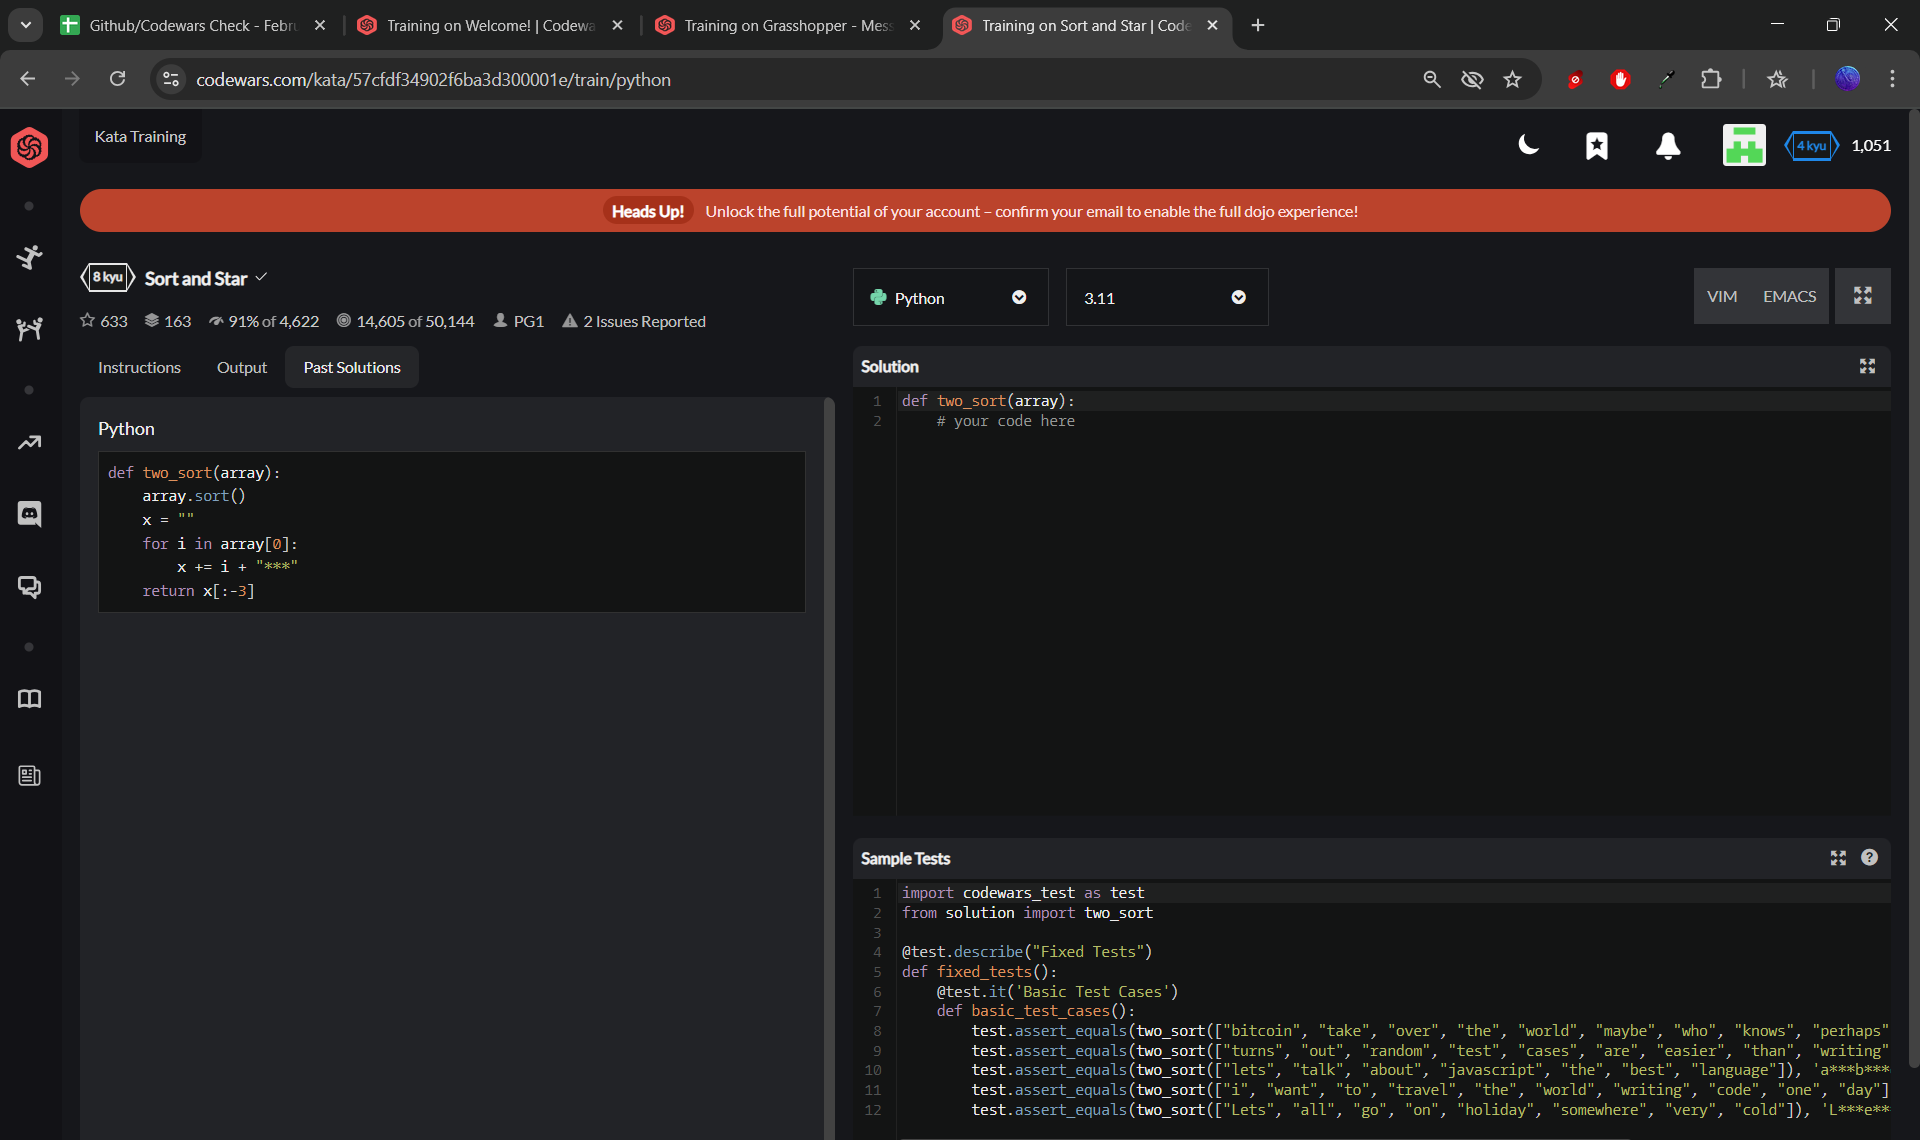 Github/Codewars Check - Febru
Training on Welcome! | Codewa
Training on Grasshopper - Mess
Training on Sort and Star | Code
codewars.com/kata/57cfdf34902f6ba3d300001e/train/python
Kata Training
4 kyu
1,051
Heads Up! Unlock the full potential of your account – confirm your email to enable the full dojo experience!
8 kyu
Sort and Star
633 163 91% of 4,622 14,605 of 50,144 PG1 2 Issues Reported
Instructions
Output
Past Solutions
Python
def two_sort(array):
    array.sort()
    x = ""
    for i in array[0]:
        x += i + "***"
    return x[:-3]
Python
3.11
VIM
EMACS
Solution
1 def two_sort(array):
2     # your code here
Sample Tests
?
1 import codewars_test as test
2 from solution import two_sort
3
4 @test.describe("Fixed Tests")
5 def fixed_tests():
6     @test.it('Basic Test Cases')
7     def basic_test_cases():
8         test.assert_equals(two_sort(["bitcoin", "take", "over", "the", "world", "maybe", "who", "knows", "perhaps"
9         test.assert_equals(two_sort(["turns", "out", "random", "test", "cases", "are", "easier", "than", "writing"
10         test.assert_equals(two_sort(["lets", "talk", "about", "javascript", "the", "best", "language"]), 'a***b***
11         test.assert_equals(two_sort(["i", "want", "to", "travel", "the", "world", "writing", "code", "one", "day"]
12         test.assert_equals(two_sort(["Lets", "all", "go", "on", "holiday", "somewhere", "very", "cold"]), 'L***e**